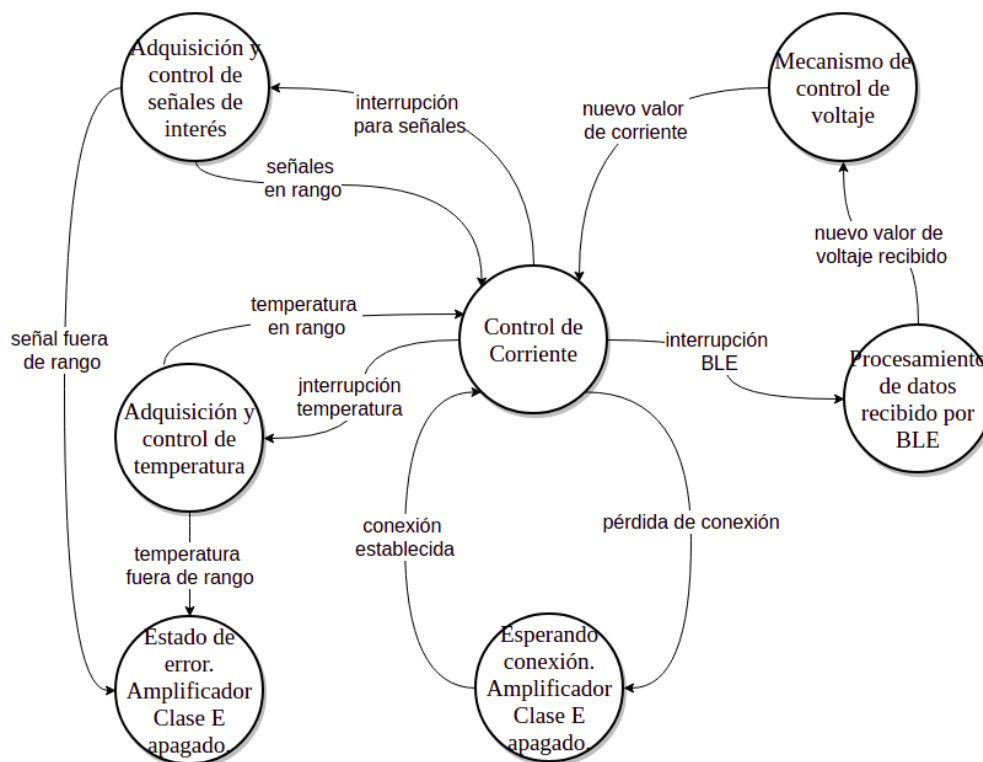 Adquisición y
control de
señales de
interés
Mecanismo de
control de
voltaje
interrupción
para señales
nuevo valor
de corriente
señales
en rango
nuevo valor de
voltaje recibido
temperatura
en rango
Control de
Corriente
señal fuera
de rango
interrupción
BLE
Procesamiento
de datos
recibido por
BLE
jnterrupción
temperatura
Adquisición y
control de
temperatura
conexión
establecida
pérdida de conexión
temperatura
fuera de rango
Estado de
error.
Amplificador
Clase E
apagado.
Esperando
conexión.
Amplificador
Clase E
apagado.